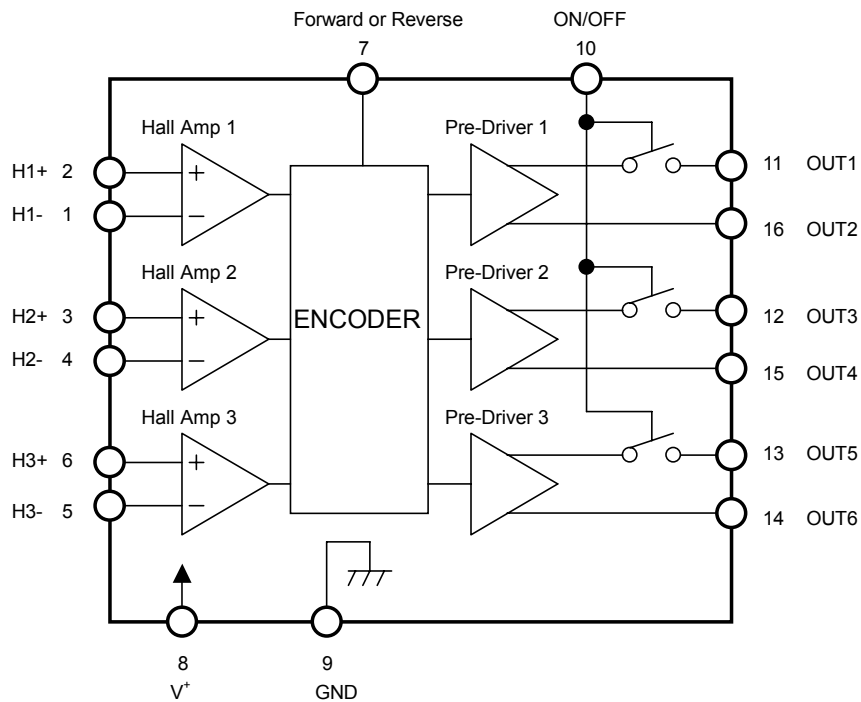 Forward or Reverse ON/OFF
7 10
Hall Amp 1 Pre-Driver 1
H1+ 2 + 11 OUT1
H1- 1 − 16 OUT2
Hall Amp 2 Pre-Driver 2
H2+ 3 + 12 OUT3
ENCODER
H2- 4 − 15 OUT4
Hall Amp 3 Pre-Driver 3
H3+ 6 + 13 OUT5
H3- 5 − 14 OUT6
8 9
V+ GND